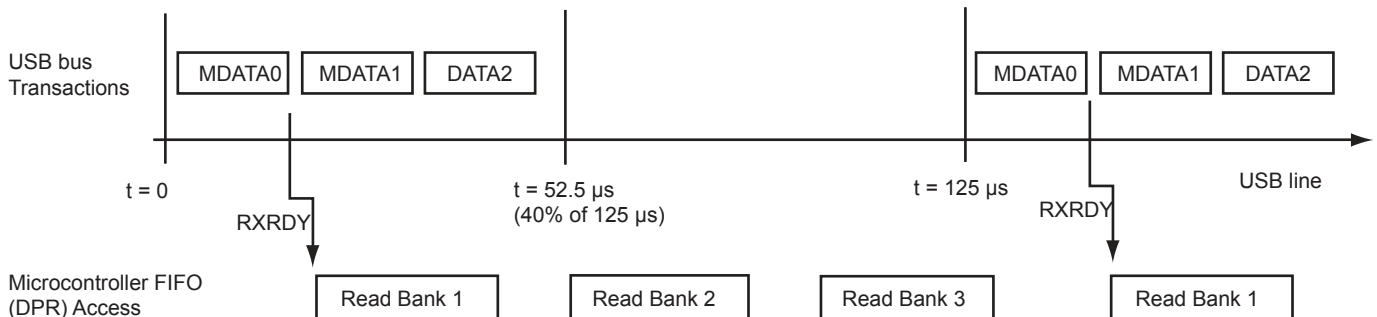 USB bus
Transactions
MDATA0 MDATA1 DATA2 MDATA0 MDATA1 DATA2
t = 0 t = 52.5 µs t = 125 µs USB line
(40% of 125 µs)
RXRDY RXRDY
Microcontroller FIFO
(DPR) Access
Read Bank 1 Read Bank 2 Read Bank 3 Read Bank 1